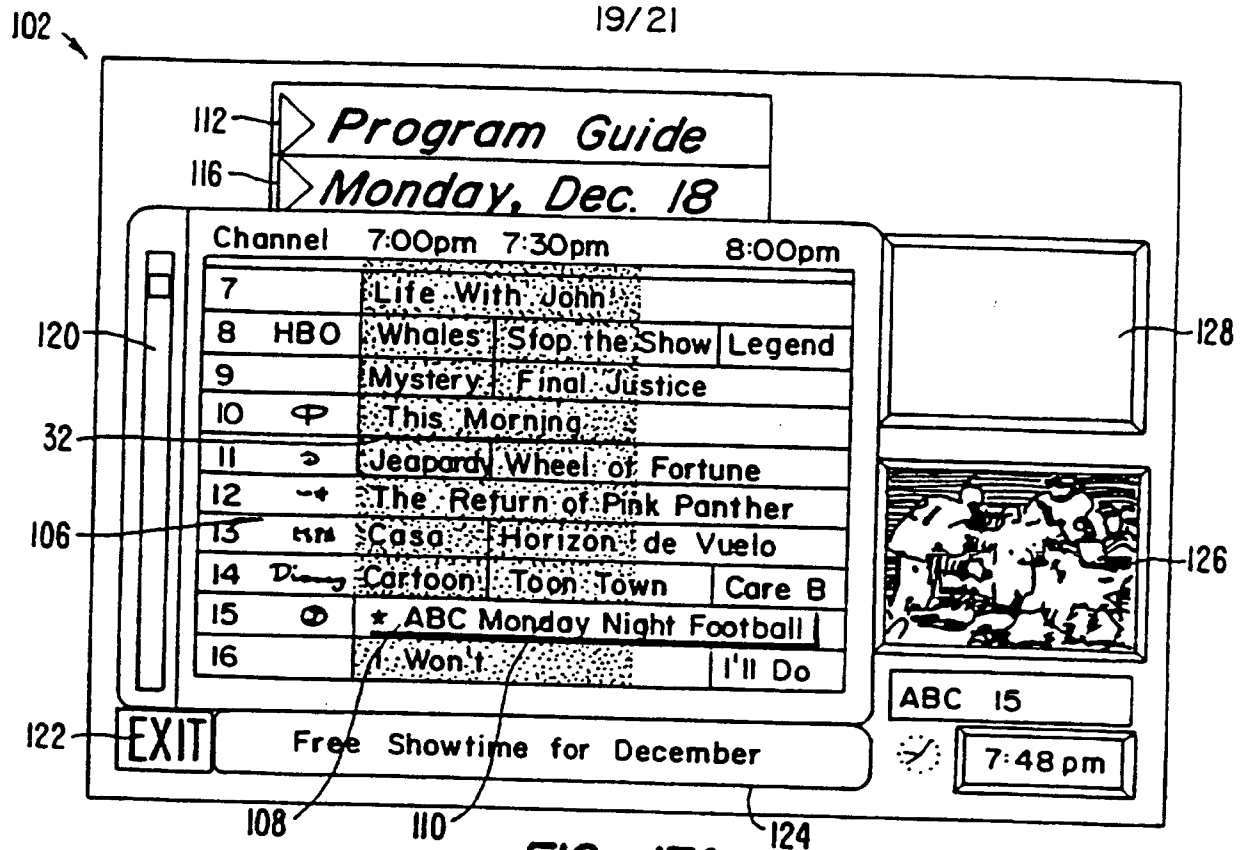 19/21
102
112 Program Guide
116 Monday, Dec. 18
Channel 7:00pm 7:30pm 8:00pm
7 Life With John
120 8 HBO Whales Stop the Show Legend 128
9 Mystery Final Justice
10 This Morning
32
11 Jeapardy Wheel of Fortune
12 The Return of Pink Panther
106 13 Casa Horizon de Vuelo
14 Disney Cartoon Toon Town Care B 126
15 * ABC Monday Night Football
16 I Won't I'll Do
ABC 15
122 EXIT Free Showtime for December
7:48 pm
108 110 124